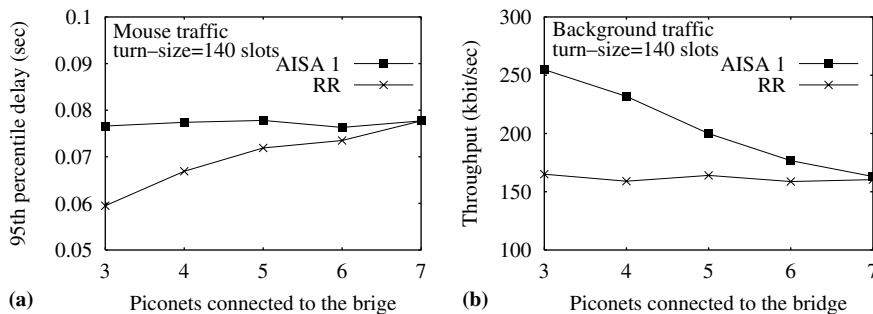 Mouse traffic
turn–size=140 slots
AISA 1
RR
95th percentile delay (sec)
0.1
0.09
0.08
0.07
0.06
0.05
3 4 5 6 7
(a)
Piconets connected to the brige
Background traffic
turn–size=140 slots
AISA 1
RR
Throughput (kbit/sec)
300
250
200
150
100
3 4 5 6 7
(b)
Piconets connected to the bridge